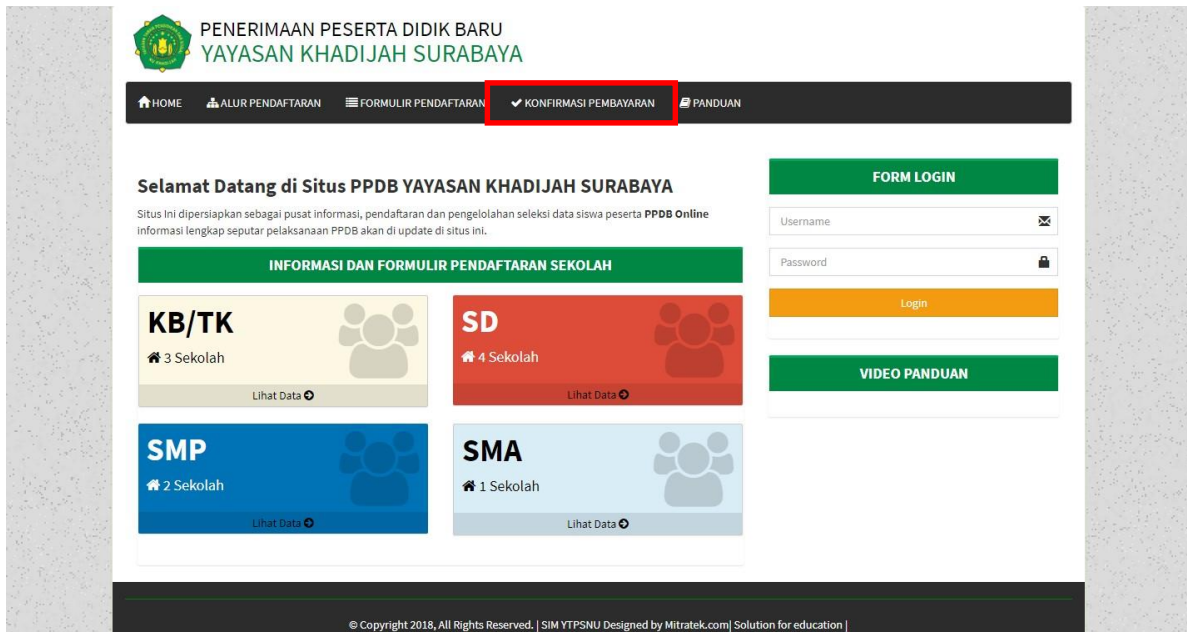 PENERIMAAN PESERTA DIDIK BARU
YAYASAN KHADIJAH SURABAYA
HOME ALUR PENDAFTARAN FORMULIR PENDAFTARAN KONFIRMASI PEMBAYARAN PANDUAN
Selamat Datang di Situs PPDB YAYASAN KHADIJAH SURABAYA
Situs Ini dipersiapkan sebagai pusat informasi, pendaftaran dan pengelolahan seleksi data siswa peserta PPDB Online
informasi lengkap seputar pelaksanaan PPDB akan di update di situs ini.
INFORMASI DAN FORMULIR PENDAFTARAN SEKOLAH
KB/TK
3 Sekolah
Lihat Data
SD
4 Sekolah
Lihat Data
SMP
2 Sekolah
Lihat Data
SMA
1 Sekolah
Lihat Data
FORM LOGIN
Username
Password
Login
VIDEO PANDUAN
© Copyright 2018, All Rights Reserved. | SIM YTPSNU Designed by Mitratek.com| Solution for education |